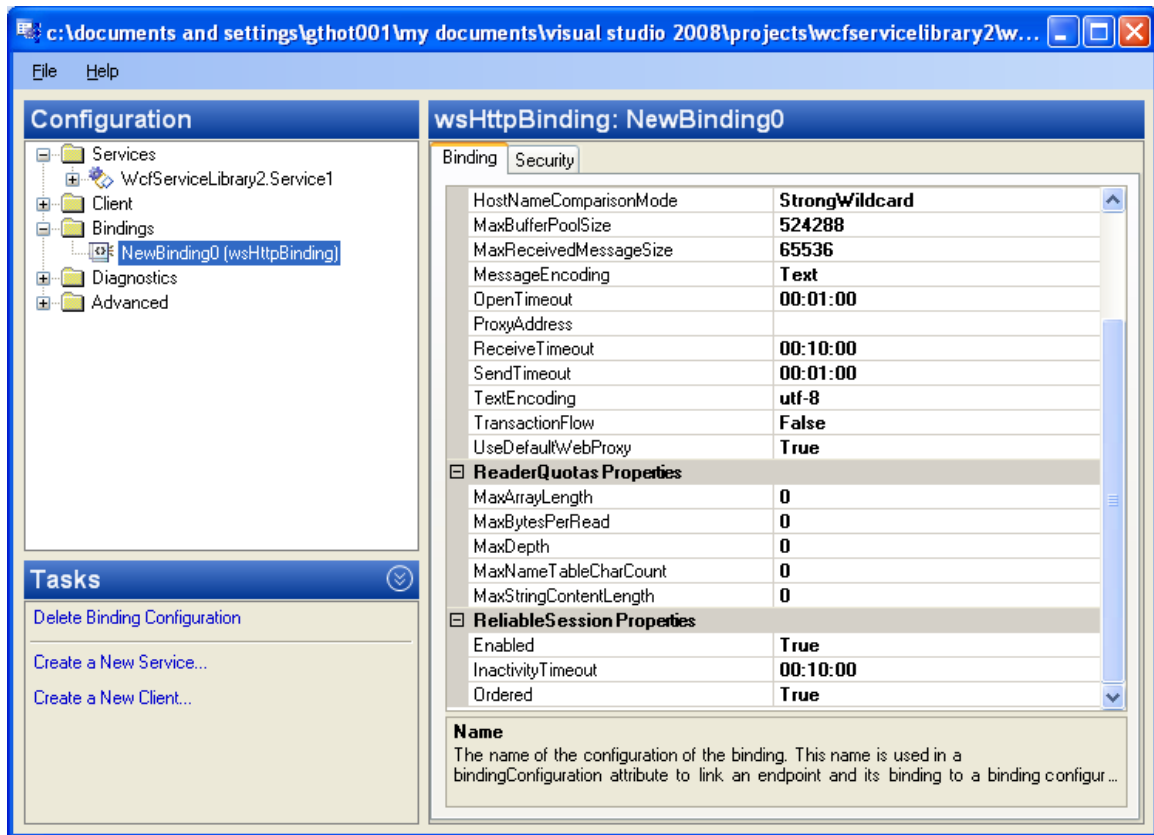 c:\documents and settings\gthot001\my documents\visual studio 2008\projects\wcfservicelibrary2\w...
File Help
Configuration
Services
WcfServiceLibrary2.Service1
Client
Bindings
NewBinding0 (wsHttpBinding)
Diagnostics
Advanced
Tasks
Delete Binding Configuration
Create a New Service...
Create a New Client...
wsHttpBinding: NewBinding0
Binding Security
HostNameComparisonMode StrongWildcard
MaxBufferPoolSize 524288
MaxReceivedMessageSize 65536
MessageEncoding Text
OpenTimeout 00:01:00
ProxyAddress
ReceiveTimeout 00:10:00
SendTimeout 00:01:00
TextEncoding utf-8
TransactionFlow False
UseDefaultWebProxy True
ReaderQuotas Properties
MaxArrayLength 0
MaxBytesPerRead 0
MaxDepth 0
MaxNameTableCharCount 0
MaxStringContentLength 0
ReliableSession Properties
Enabled True
InactivityTimeout 00:10:00
Ordered True
Name
The name of the configuration of the binding. This name is used in a
bindingConfiguration attribute to link an endpoint and its binding to a binding configur...